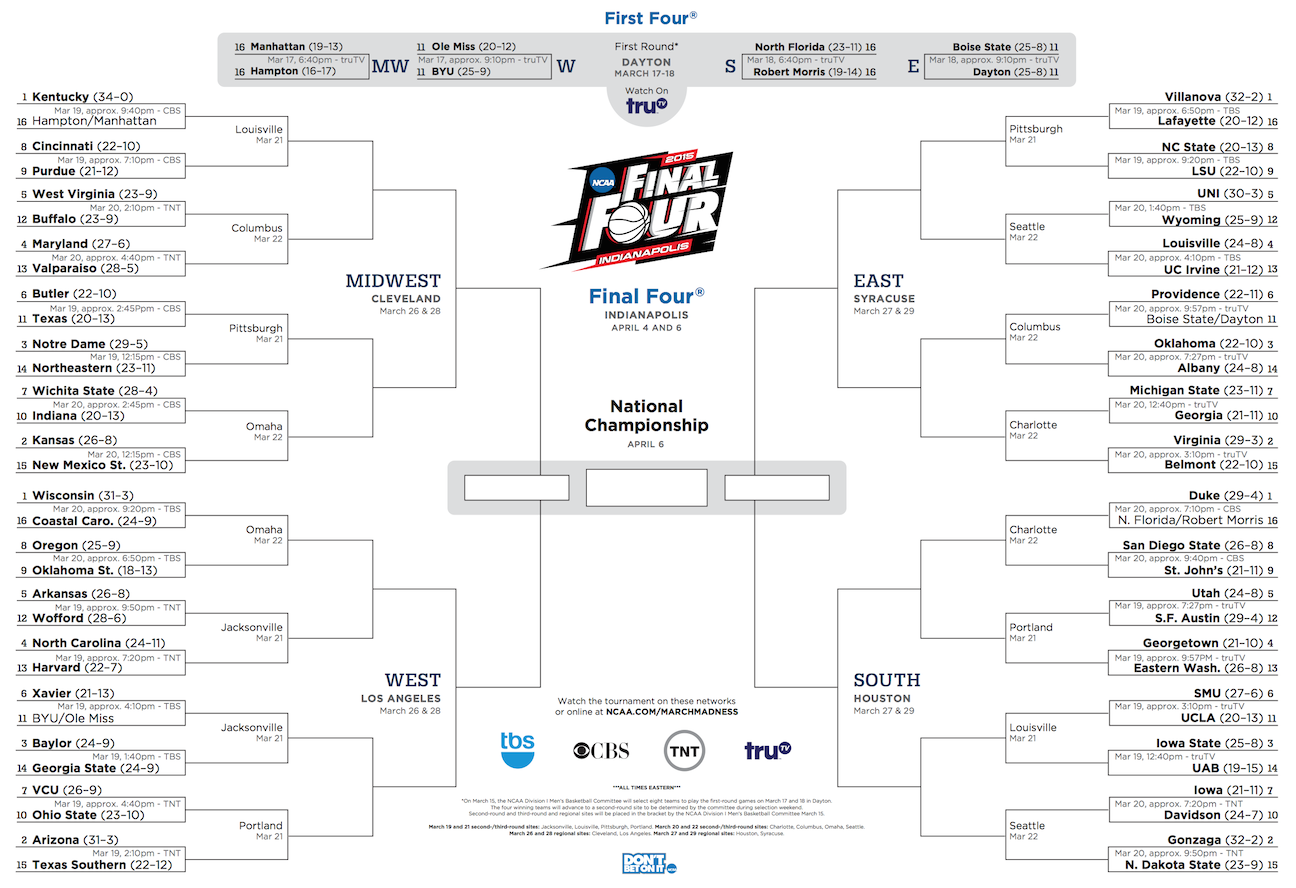 First Four®
16 Manhattan (19–13)
Mar 17, 6:40pm - truTV
16 Hampton (16–17)
MW
11 Ole Miss (20–12)
Mar 17, approx. 9:10pm - truTV
11 BYU (25–9)
W
First Round*
DAYTON
MARCH 17-18
Watch On
truTV
S
North Florida (23–11) 16
Mar 18, 6:40pm - truTV
Robert Morris (19-14) 16
E
Boise State (25–8) 11
Mar 18, approx. 9:10pm - truTV
Dayton (25–8) 11
1 Kentucky (34–0)
Mar 19, approx. 9:40pm - CBS
16 Hampton/Manhattan
Louisville
Mar 21
8 Cincinnati (22–10)
Mar 19, approx. 7:10pm - CBS
9 Purdue (21–12)
5 West Virginia (23–9)
Mar 20, 2:10pm - TNT
12 Buffalo (23–9)
Columbus
Mar 22
4 Maryland (27–6)
Mar 20, approx. 4:40pm - TNT
13 Valparaiso (28–5)
MIDWEST
CLEVELAND
March 26 & 28
6 Butler (22–10)
Mar 19, approx. 2:45Ppm - CBS
11 Texas (20–13)
Pittsburgh
Mar 21
3 Notre Dame (29–5)
Mar 19, 12:15pm - CBS
14 Northeastern (23–11)
7 Wichita State (28–4)
Mar 20, approx. 2:45pm - CBS
10 Indiana (20–13)
Omaha
Mar 22
2 Kansas (26–8)
Mar 20, 12:15pm - CBS
15 New Mexico St. (23–10)
1 Wisconsin (31–3)
Mar 20, approx. 9:20pm - TBS
16 Coastal Caro. (24–9)
Omaha
Mar 22
8 Oregon (25–9)
Mar 20, approx. 6:50pm - TBS
9 Oklahoma St. (18–13)
5 Arkansas (26–8)
Mar 19, approx. 9:50pm - TNT
12 Wofford (28–6)
Jacksonville
Mar 21
4 North Carolina (24–11)
Mar 19, approx. 7:20pm - TNT
13 Harvard (22–7)
WEST
LOS ANGELES
March 26 & 28
6 Xavier (21–13)
Mar 19, approx. 4:10pm - TBS
11 BYU/Ole Miss
Jacksonville
Mar 21
3 Baylor (24–9)
Mar 19, 1:40pm - TBS
14 Georgia State (24–9)
7 VCU (26–9)
Mar 19, approx. 4:40pm - TNT
10 Ohio State (23–10)
Portland
Mar 21
2 Arizona (31–3)
Mar 19, 2:10pm - TNT
15 Texas Southern (22–12)
2015
NCAA
FINAL
FOUR
INDIANAPOLIS
Final Four®
INDIANAPOLIS
APRIL 4 AND 6
National
Championship
APRIL 6
Villanova (32–2) 1
Mar 19, approx. 6:50pm - TBS
Lafayette (20–12) 16
Pittsburgh
Mar 21
NC State (20–13) 8
Mar 19, approx. 9:20pm - TBS
LSU (22–10) 9
UNI (30–3) 5
Mar 20, 1:40pm - TBS
Wyoming (25–9) 12
Seattle
Mar 22
Louisville (24–8) 4
Mar 20, approx. 4:10pm - TBS
UC Irvine (21–12) 13
EAST
SYRACUSE
March 27 & 29
Providence (22–11) 6
Mar 20, approx. 9:57pm - truTV
Boise State/Dayton 11
Columbus
Mar 22
Oklahoma (22–10) 3
Mar 20, approx. 7:27pm - truTV
Albany (24–8) 14
Michigan State (23–11) 7
Mar 20, 12:40pm - truTV
Georgia (21–11) 10
Charlotte
Mar 22
Virginia (29–3) 2
Mar 20, approx. 3:10pm - truTV
Belmont (22–10) 15
Duke (29–4) 1
Mar 20, approx. 7:10pm - CBS
N. Florida/Robert Morris 16
Charlotte
Mar 22
San Diego State (26–8) 8
Mar 20, approx. 9:40pm - CBS
St. John's (21–11) 9
Utah (24–8) 5
Mar 19, approx. 7:27pm - truTV
S.F. Austin (29–4) 12
Portland
Mar 21
Georgetown (21–10) 4
Mar 19, approx. 9:57PM - truTV
Eastern Wash. (26–8) 13
SOUTH
HOUSTON
March 27 & 29
SMU (27–6) 6
Mar 19, approx. 3:10pm - truTV
UCLA (20–13) 11
Louisville
Mar 21
Iowa State (25–8) 3
Mar 19, 12:40pm - truTV
UAB (19–15) 14
Iowa (21–11) 7
Mar 20, approx. 7:20pm - TNT
Davidson (24–7) 10
Seattle
Mar 22
Gonzaga (32–2) 2
Mar 20, approx. 9:50pm - TNT
N. Dakota State (23–9) 15
Watch the tournament on these networks
or online at NCAA.COM/MARCHMADNESS
tbs CBS TNT truTV
***ALL TIMES EASTERN***
*On March 15, the NCAA Division I Men's Basketball Committee will select eight teams to play the first-round games on March 17 and 18 in Dayton.
The four winning teams will advance to a second-round site to be determined by the committee during selection weekend.
Second-round and third-round and regional sites will be placed in the bracket by the NCAA Division I Men's Basketball Committee March 15.
March 19 and 21 second-/third-round sites: Jacksonville, Louisville, Pittsburgh, Portland. March 20 and 22 second-/third-round sites: Charlotte, Columbus, Omaha, Seattle.
March 26 and 28 regional sites: Cleveland, Los Angeles. March 27 and 29 regional sites: Houston, Syracuse.
DON'T
BET ON IT